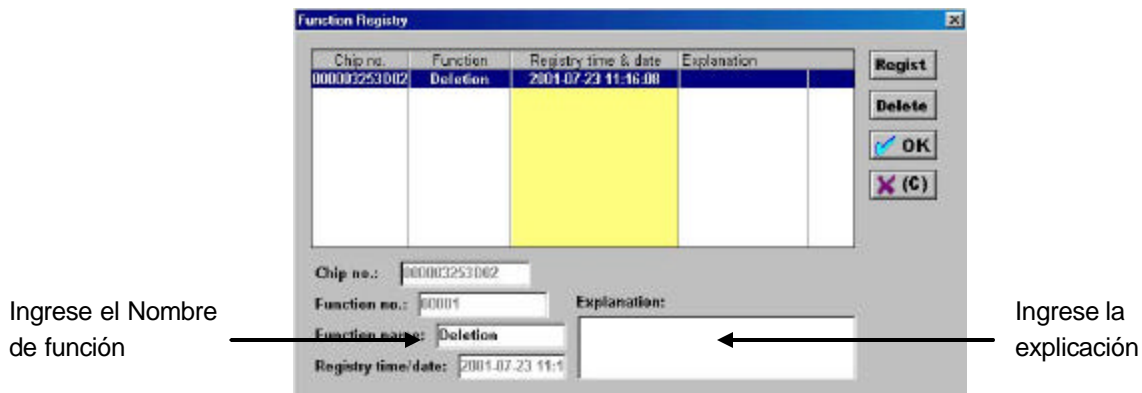 Function Registry
Chip no. Function Registry time & date Explanation
000003253002 Deletion 2001-07-23 11:16:08
Regist
Delete
OK
(C)
Chip no.: 000003253002
Function no.: 00001
Explanation:
Function name: Deletion
Registry time/date: 2001-07-23 11:1
Ingrese el Nombre
de función
Ingrese la
explicación